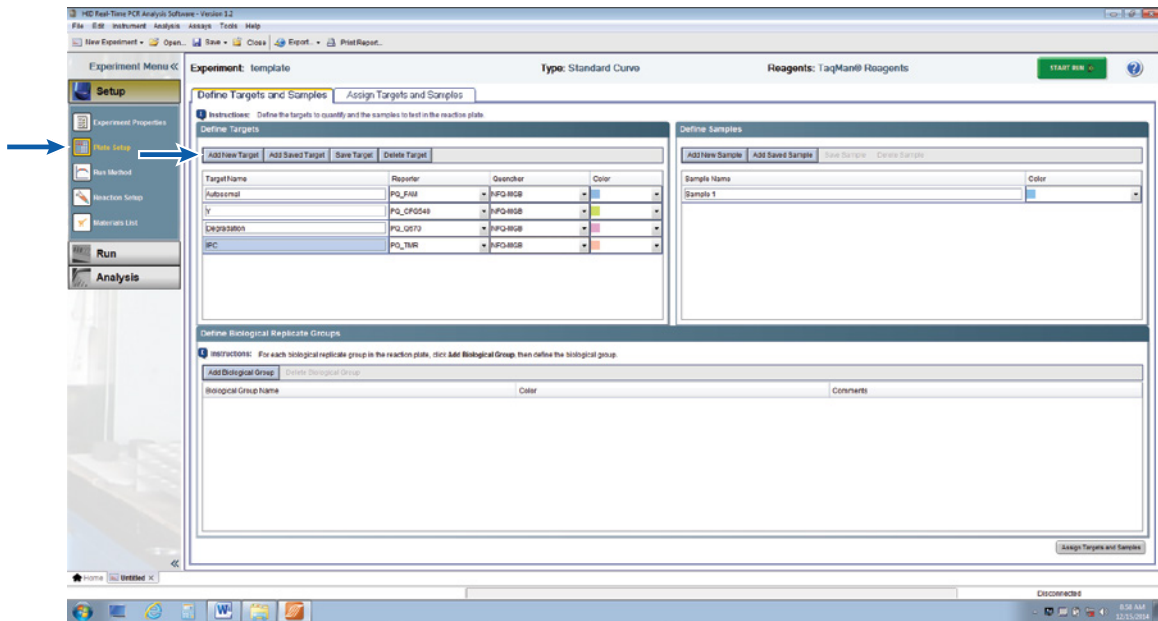 HID Real-Time PCR Analysis Software - Version 1.2
File Edit Instrument Analysis Assays Tools Help
New Experiment Open... Save Close Export... Print Report...
Experiment Menu «
Experiment: template Type: Standard Curve Reagents: TaqMan® Reagents START RUN
Setup
Define Targets and Samples Assign Targets and Samples
Instructions: Define the targets to quantify and the samples to test in the reaction plate.
Experiment Properties
Plate Setup
Run Method
Reaction Setup
Materials List
Run
Analysis
Define Targets
Add New Target Add Saved Target Save Target Delete Target
Target Name Reporter Quencher Color
Autosomal PQ_FAM NFQ-MGB
Y PQ_CFO540 NFQ-MGB
Degradation PQ_Q670 NFQ-MGB
IPC PQ_TMR NFQ-MGB
Define Samples
Add New Sample Add Saved Sample Save Sample Delete Sample
Sample Name Color
Sample 1
Define Biological Replicate Groups
Instructions: For each biological replicate group in the reaction plate, click Add Biological Group, then define the biological group.
Add Biological Group Delete Biological Group
Biological Group Name Color Comments
Assign Targets and Samples
«
Home Untitled ×
Disconnected
8:58 AM
12/15/2014